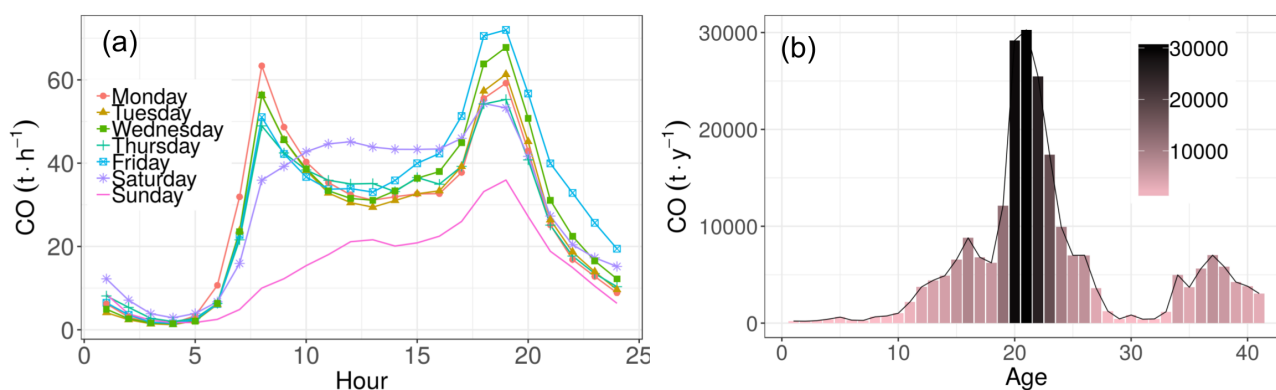 (a)
CO (t · h⁻¹)
60
40
20
0
Monday
Tuesday
Wednesday
Thursday
Friday
Saturday
Sunday
0 5 10 15 20 25
Hour
(b)
CO (t · y⁻¹)
30000
20000
10000
0
30000
20000
10000
0 10 20 30 40
Age